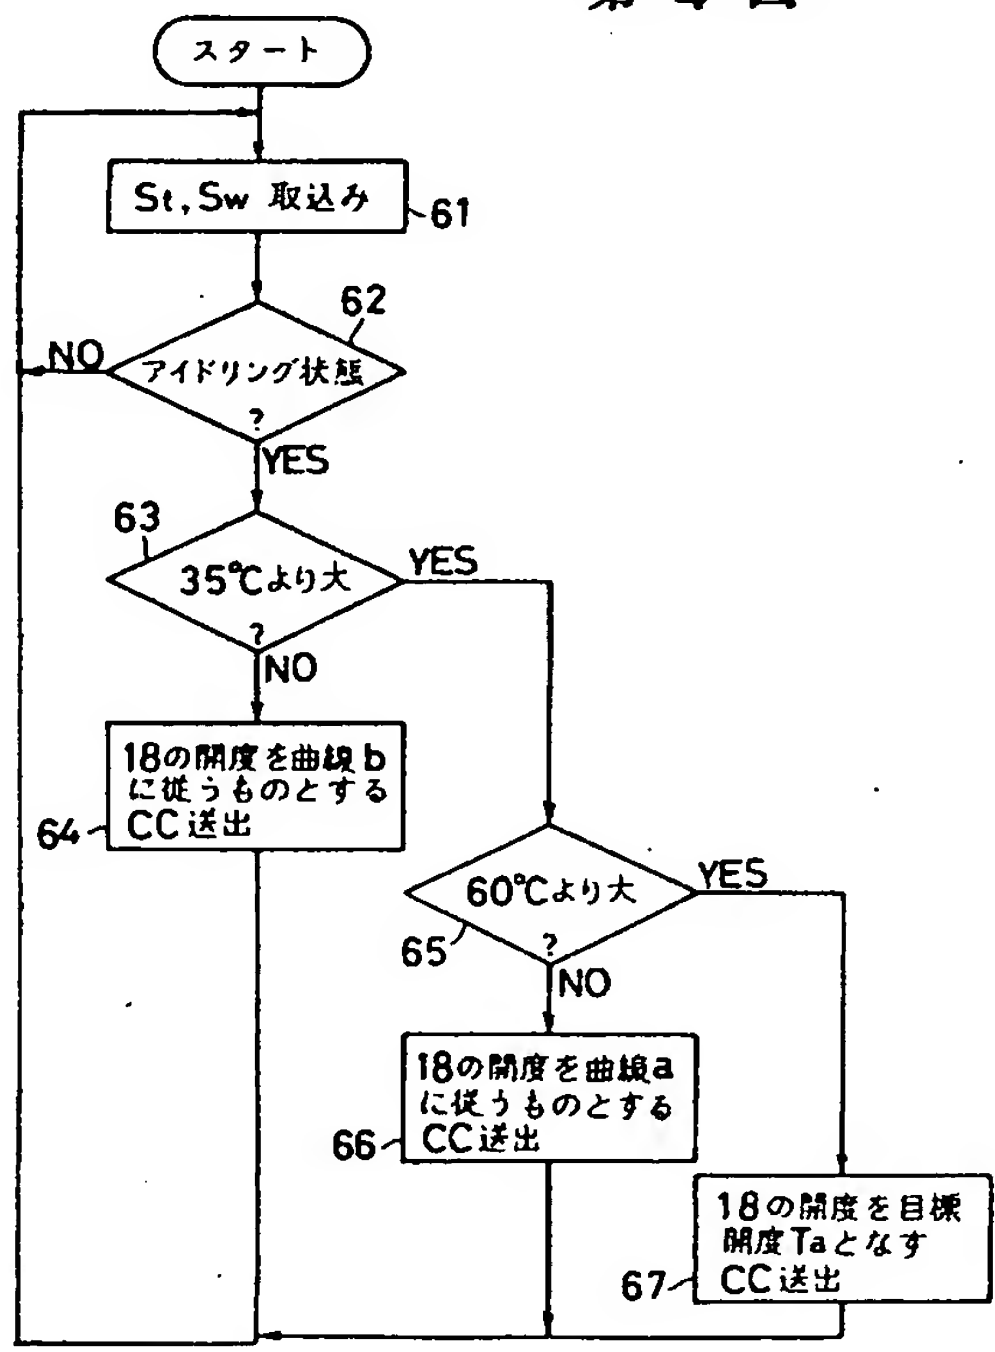 スタート
St, Sw 取込み
61
62
NO
アイドリング状態
?
YES
63
35℃より大
YES
?
NO
18の開度を曲線b
に従うものとする
CC送出
64
60℃より大
YES
65
?
NO
18の開度を曲線a
に従うものとする
CC送出
66
18の開度を目標
開度Taとなす
CC送出
67